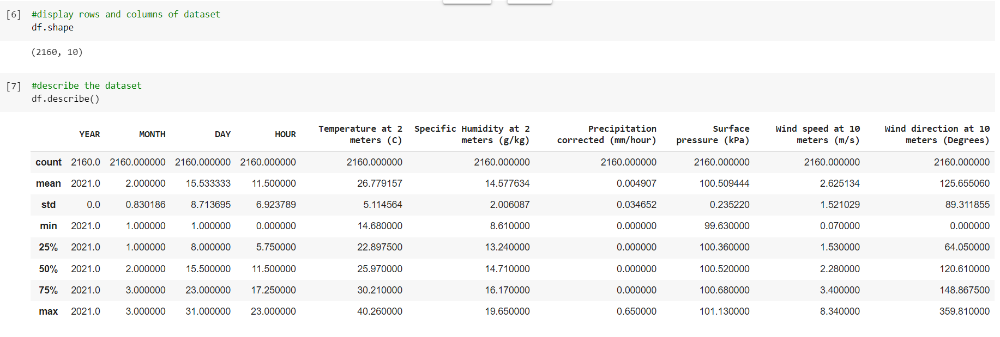 [6] #display rows and columns of dataset
df.shape
(2160, 10)
[7] #describe the dataset
df.describe()
YEAR MONTH DAY HOUR Temperature at 2 meters (C) Specific Humidity at 2 meters (g/kg) Precipitation corrected (mm/hour) Surface pressure (kPa) Wind speed at 10 meters (m/s) Wind direction at 10 meters (Degrees)
count 2160.0 2160.000000 2160.000000 2160.000000 2160.000000 2160.000000 2160.000000 2160.000000 2160.000000 2160.000000
mean 2021.0 2.000000 15.533333 11.500000 26.779157 14.577634 0.004907 100.509444 2.625134 125.655060
std 0.0 0.830186 8.713695 6.923789 5.114564 2.006087 0.034652 0.235220 1.521029 89.311855
min 2021.0 1.000000 1.000000 0.000000 14.680000 8.610000 0.000000 99.630000 0.070000 0.000000
25% 2021.0 1.000000 8.000000 5.750000 22.897500 13.240000 0.000000 100.360000 1.530000 64.050000
50% 2021.0 2.000000 15.500000 11.500000 25.970000 14.710000 0.000000 100.520000 2.280000 120.610000
75% 2021.0 3.000000 23.000000 17.250000 30.210000 16.170000 0.000000 100.680000 3.400000 148.867500
max 2021.0 3.000000 31.000000 23.000000 40.260000 19.650000 0.650000 101.130000 8.340000 359.810000